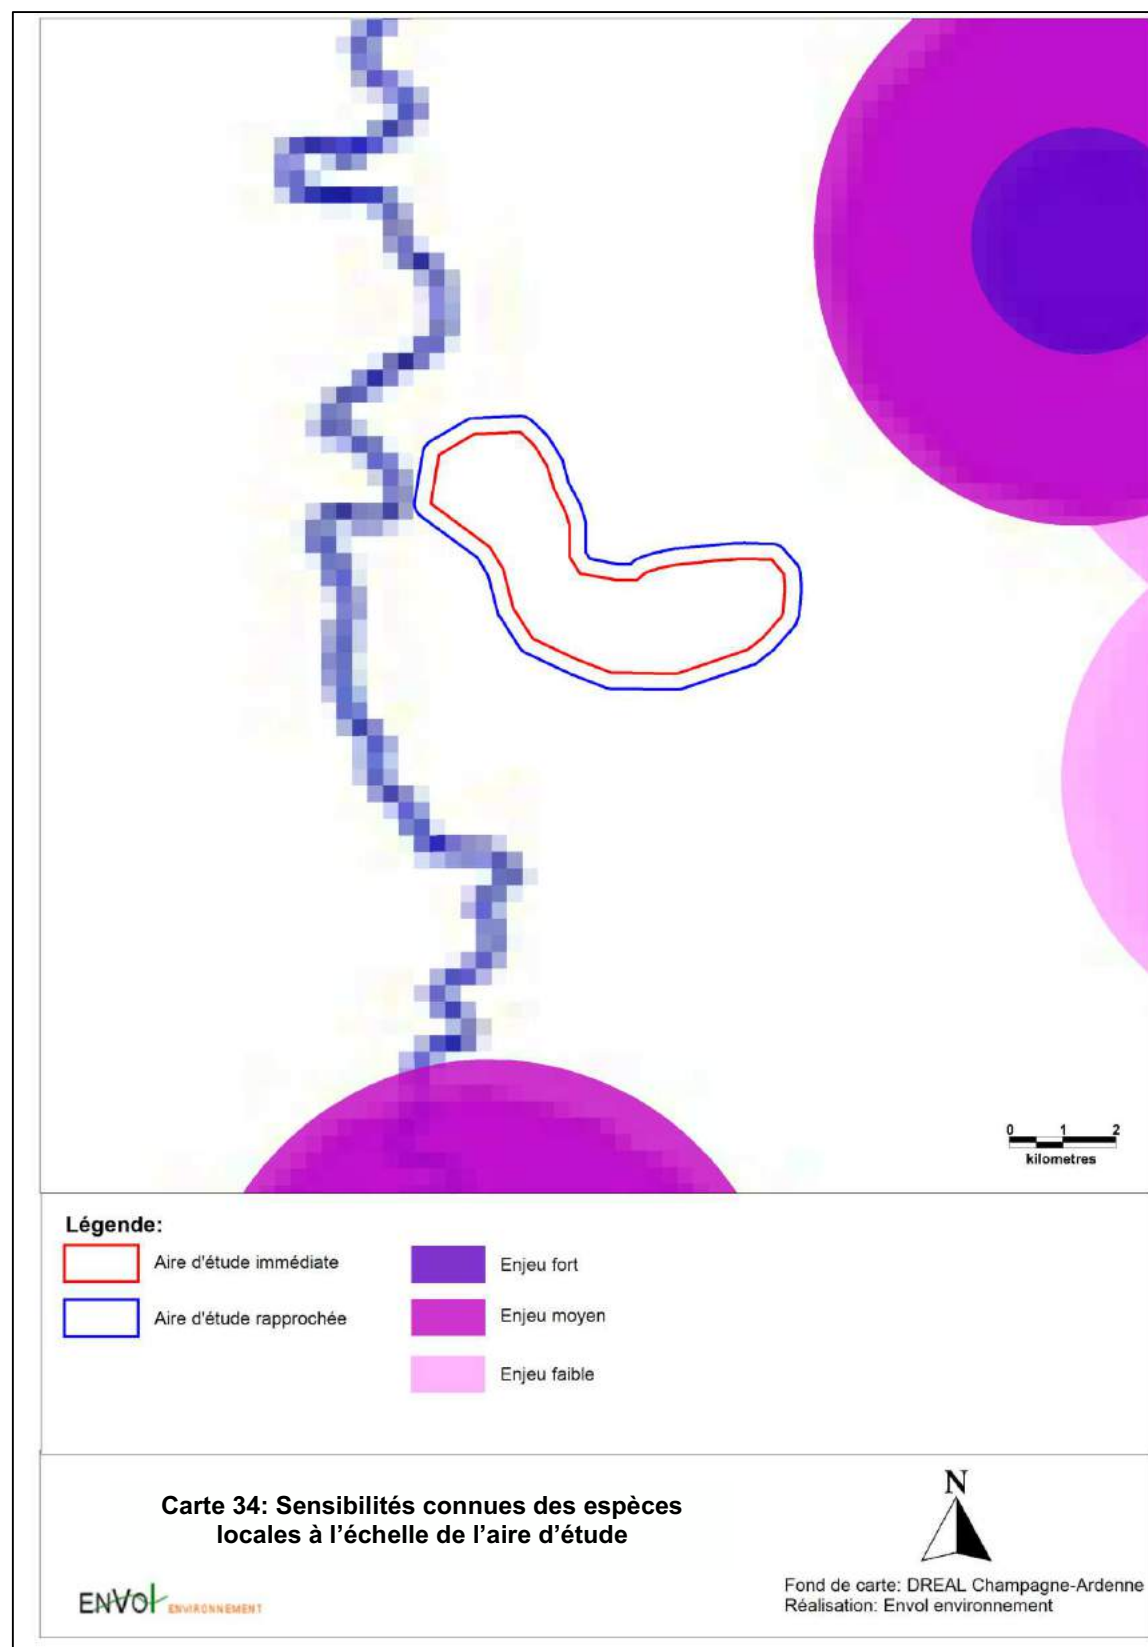 0 1 2
kilometres
Légende:
Aire d'étude immédiate
Aire d'étude rapprochée
Enjeu fort
Enjeu moyen
Enjeu faible
Carte 34: Sensibilités connues des espèces
locales à l'échelle de l'aire d'étude
N
Fond de carte: DREAL Champagne-Ardenne
Réalisation: Envol environnement
ENVOL ENVIRONNEMENT